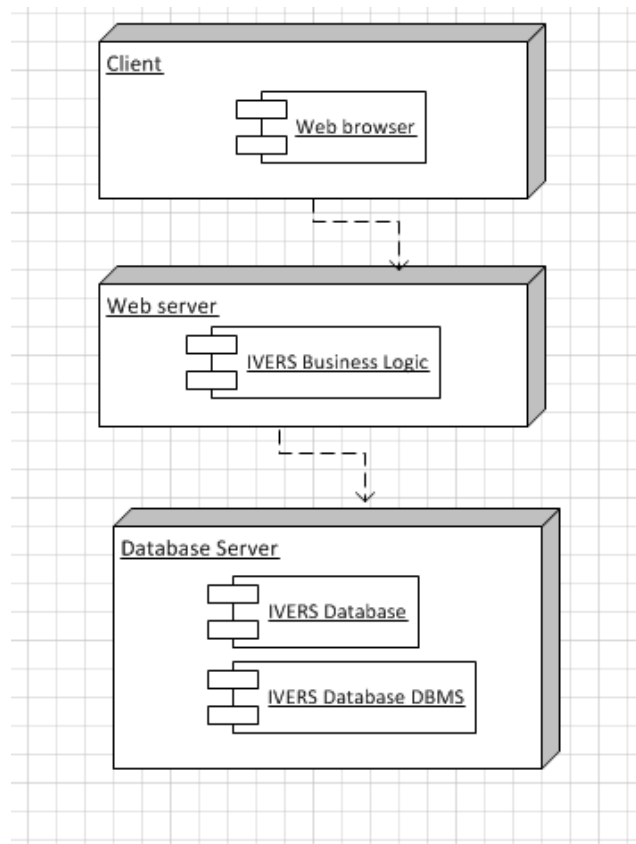 Client
Web browser
Web server
IVERS Business Logic
Database Server
IVERS Database
IVERS Database DBMS